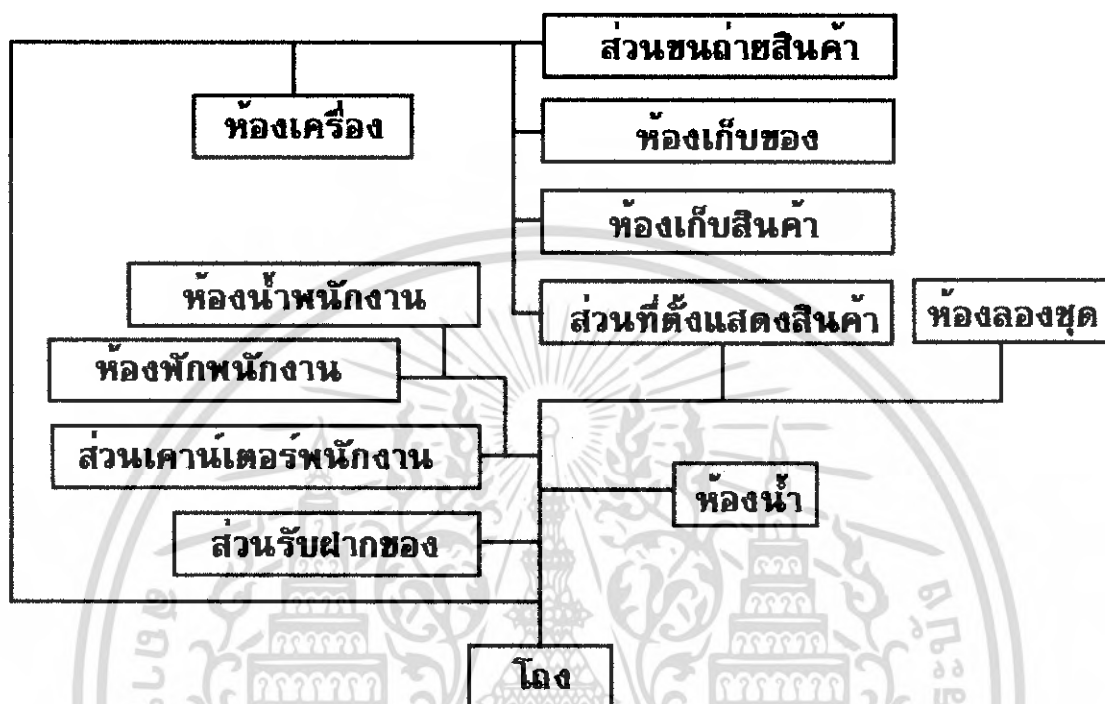 ส่วนขนถ่ายสินค้า
ห้องเครื่อง
ห้องเก็บของ
ห้องเก็บสินค้า
ห้องน้ำพนักงาน
ส่วนที่ตั้งแสดงสินค้า
ห้องลองชุด
ห้องพักพนักงาน
ส่วนเคาน์เตอร์พนักงาน
ห้องน้ำ
ส่วนรับฝากของ
โถง